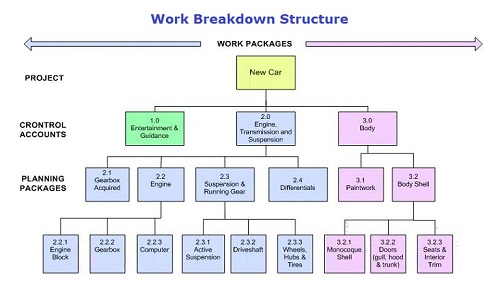 Work Breakdown Structure
WORK PACKAGES
PROJECT
New Car
CRONTROL
ACCOUNTS
1.0
Entertainment &
Guidance
2.0
Engine,
Transmission and
Suspension
3.0
Body
PLANNING
PACKAGES
2.1
Gearbox
Acquired
2.2
Engine
2.3
Suspension &
Running Gear
2.4
Differentials
3.1
Paintwork
3.2
Body Shell
2.2.1
Engine
Block
2.2.2
Gearbox
2.2.3
Computer
2.3.1
Active
Suspension
2.3.2
Driveshaft
2.3.3
Wheels,
Hubs &
Tires
3.2.1
Monocoque
Shell
3.2.2
Doors
(gull, hood
& trunk)
3.2.3
Seats &
Interior
Trim